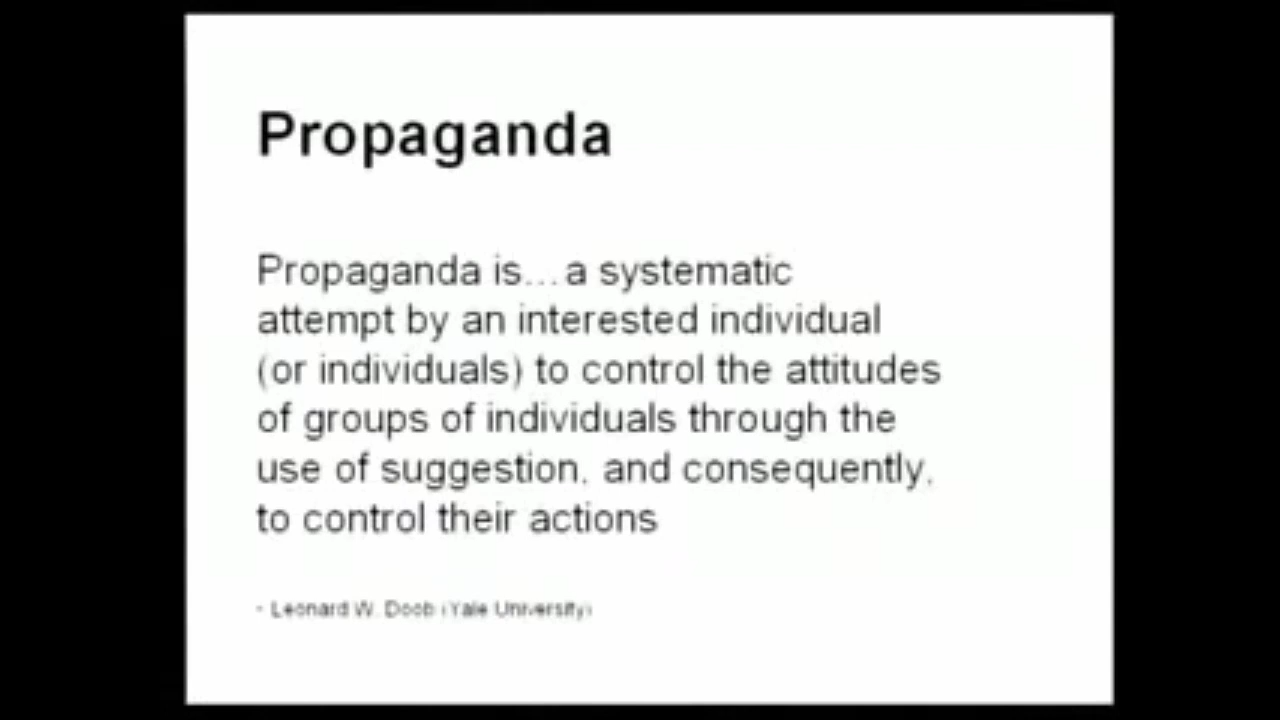 Propaganda
Propaganda is...a systematic
attempt by an interested individual
(or individuals) to control the attitudes
of groups of individuals through the
use of suggestion, and consequently,
to control their actions
- Leonard W. Doob (Yale University)